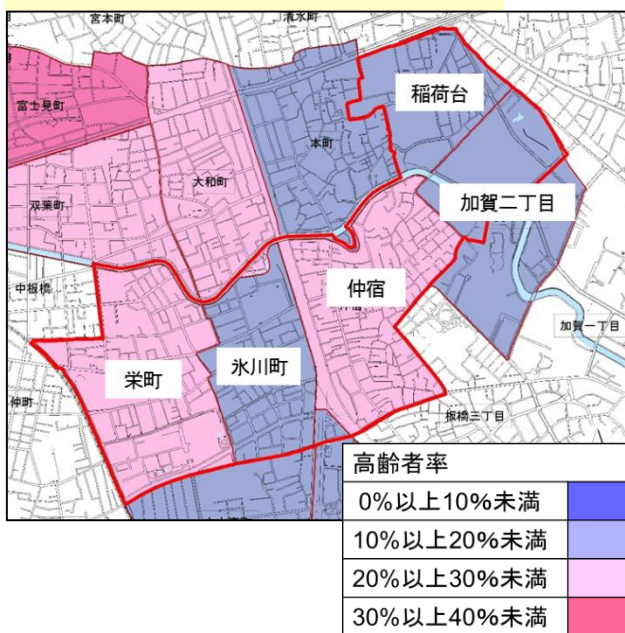 宮本町
清水町
稲荷台
富士見町
本町
大和町
双葉町
加賀二丁目
中板橋
仲宿
加賀一丁目
栄町
氷川町
仲町
板橋三丁目
高齢者率
0%以上10%未満
10%以上20%未満
20%以上30%未満
30%以上40%未満